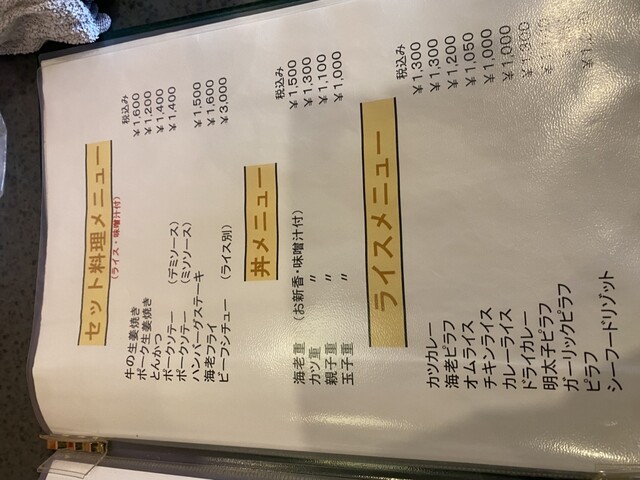 セット料理メニュー
(ライス・味噌汁付)
税込み
牛の生姜焼き ¥1,600
ポーク生姜焼き ¥1,200
とんかつ ¥1,400
ポークソテー (デミソース) ¥1,400
ポークソテー (ミソソース)
ハンバーグステーキ ¥1,500
海老フライ ¥1,600
ビーフシチュー (ライス別) ¥3,000
丼メニュー
税込み
海老重 (お新香・味噌汁付) ¥1,500
カツ重 〃 ¥1,300
親子重 〃 ¥1,100
玉子重 〃 ¥1,000
ライスメニュー
税込み
カツカレー ¥1,300
海老ピラフ ¥1,300
オムライス ¥1,200
チキンライス ¥1,050
カレーライス ¥1,000
ドライカレー ¥1,000
明太子ピラフ
ガーリックピラフ
ピラフ
シーフードリゾット